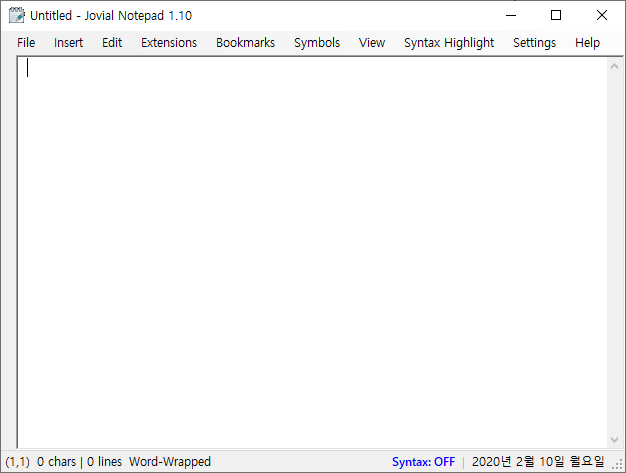 Untitled - Jovial Notepad 1.10
File Insert Edit Extensions Bookmarks Symbols View Syntax Highlight Settings Help
(1,1) 0 chars | 0 lines Word-Wrapped Syntax: OFF | 2020년 2월 10일 월요일